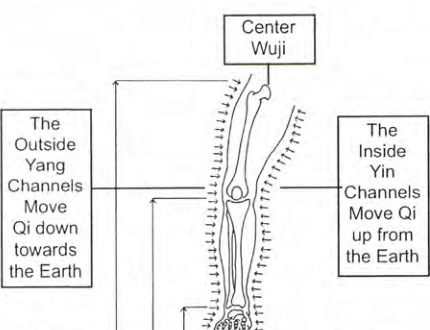 Center
Wuji
The
Outside
Yang
Channels
Move
Qi down
towards
the Earth
The
Inside
Yin
Channels
Move Qi
up from
the Earth